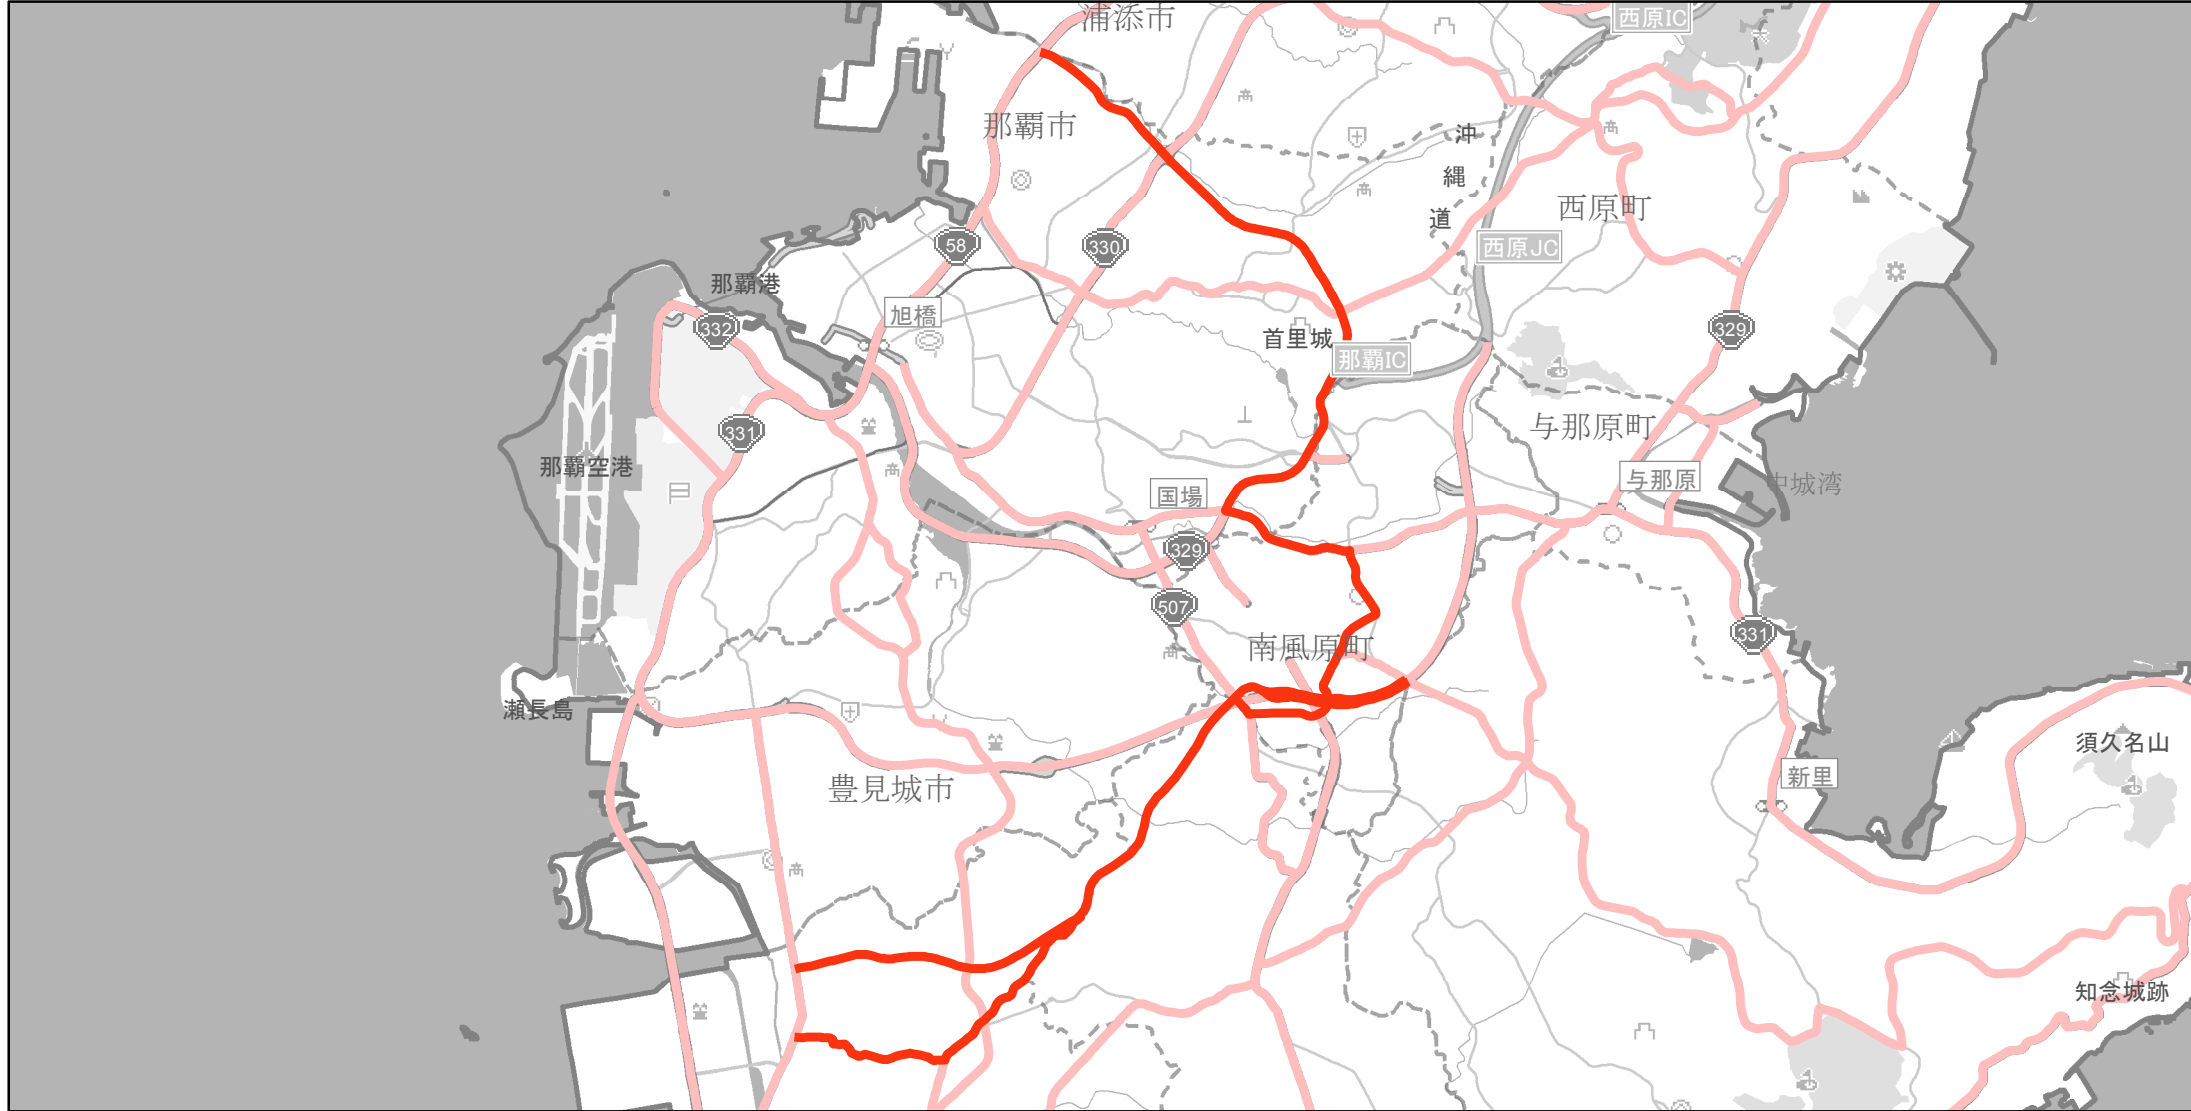 浦添市
西原IC
那覇市
沖縄道
西原町
58
330
西原JC
那覇港
旭橋
332
329
首里城
那覇IC
331
与那原町
那覇空港
与那原
中城湾
国場
329
507
331
南風原町
瀬長島
須久名山
新里
豊見城市
知念城跡